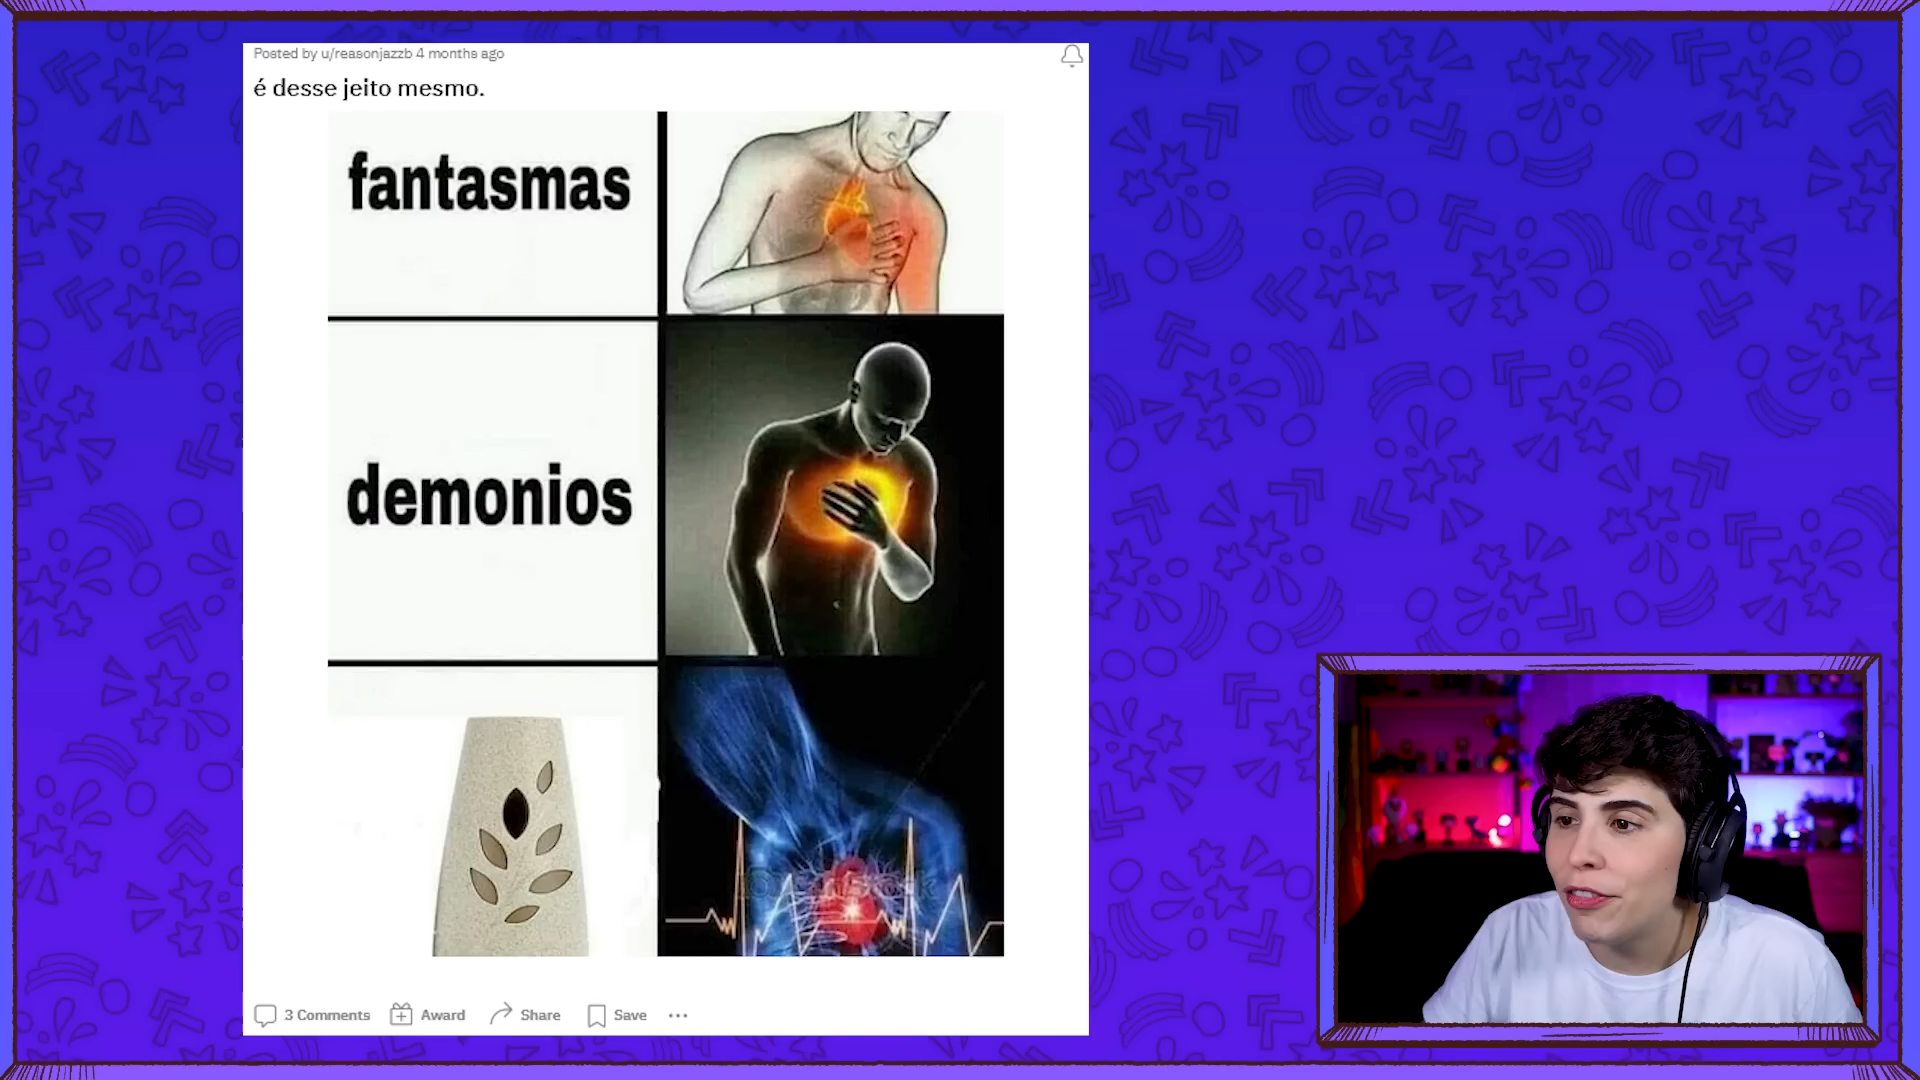 Posted by u/reasonjazzb 4 months ago
é desse jeito mesmo.
fantasmas
demonios
3 Comments Award Share Save